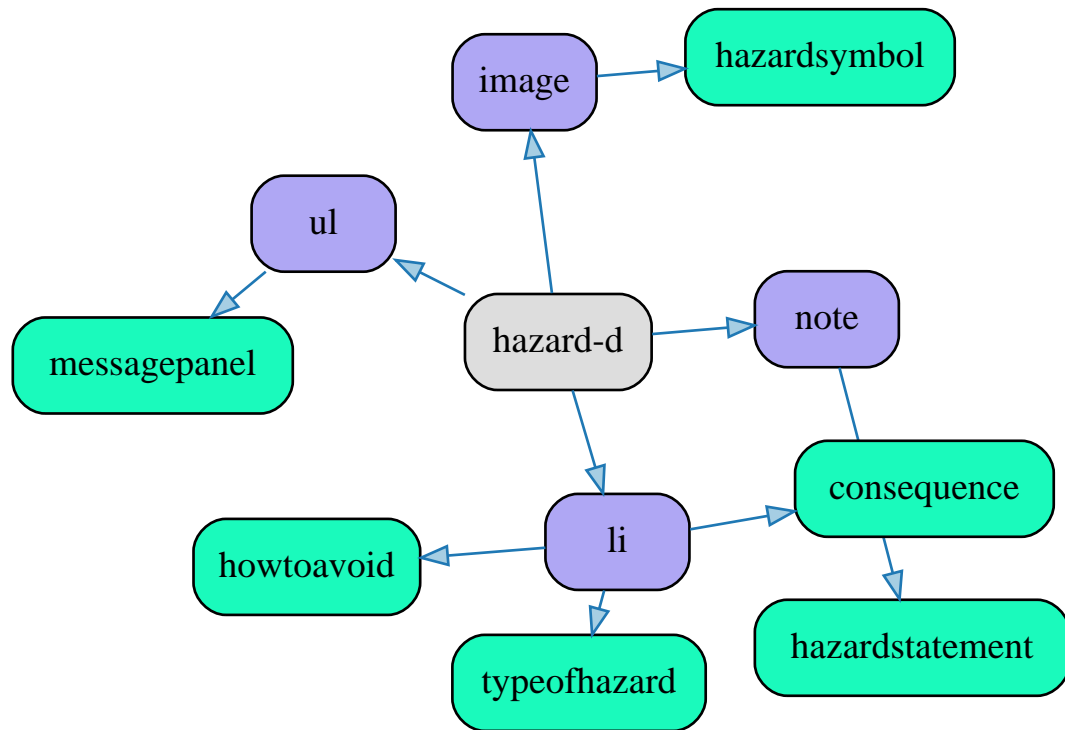 hazardsymbol
image
ul
note
hazard-d
messagepanel
consequence
li
howtoavoid
hazardstatement
typeofhazard